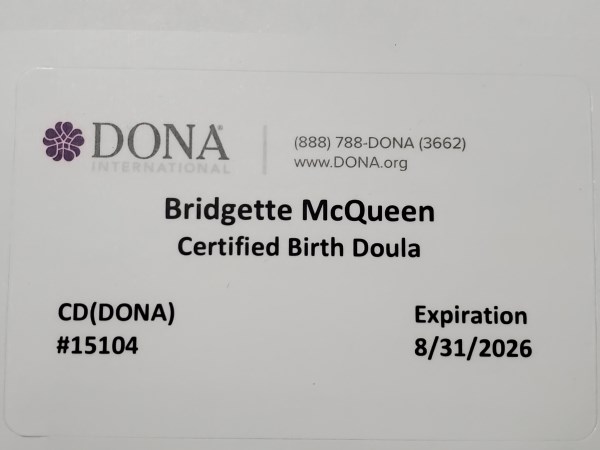 DONA®
INTERNATIONAL
(888) 788-DONA (3662)
www.DONA.org
Bridgette McQueen
Certified Birth Doula
CD(DONA)
#15104
Expiration
8/31/2026